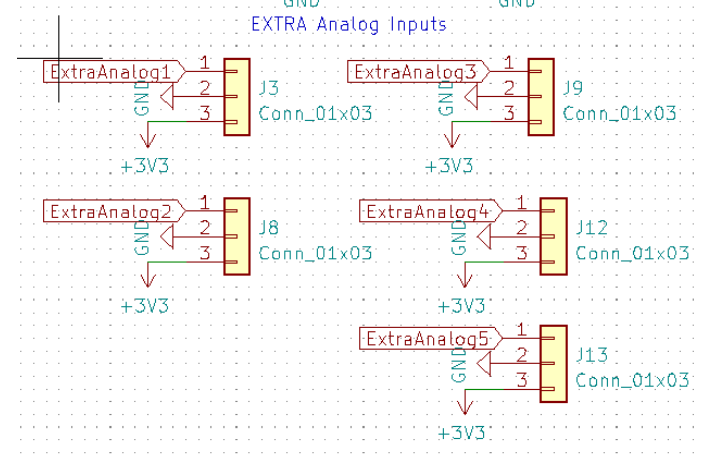 GND GND
EXTRA Analog Inputs
ExtraAnalog1 1
GND 2
3
J3
Conn_01x03
+3V3
ExtraAnalog3 1
GND 2
3
J9
Conn_01x03
+3V3
ExtraAnalog2 1
GND 2
3
J8
Conn_01x03
+3V3
ExtraAnalog4 1
GND 2
3
J12
Conn_01x03
+3V3
ExtraAnalog5 1
GND 2
3
J13
Conn_01x03
+3V3